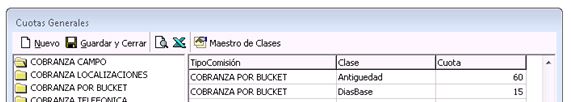 Cuotas Generales
Nuevo Guardar y Cerrar Maestro de Clases
COBRANZA CAMPO
COBRANZA LOCALIZACIONES
COBRANZA POR BUCKET
COBRANZA TELEFONICA
TipoComisión Clase Cuota
COBRANZA POR BUCKET Antiguedad 60
COBRANZA POR BUCKET DiasBase 15